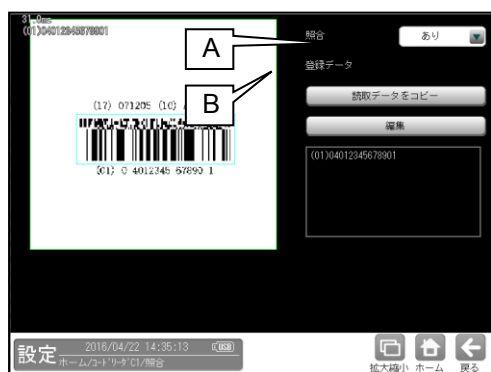 31.0ms
(01)04012345678901
照合
あり
A
登録データ
B
読取データをコピー
(17) 071205 (10)
編集
(01)04012345678901
(01) 0 4012345 67890 1
設定
2016/04/22 14:35:13
USB
ホーム/コードリーダC1/照合
拡大縮小
ホーム
戻る